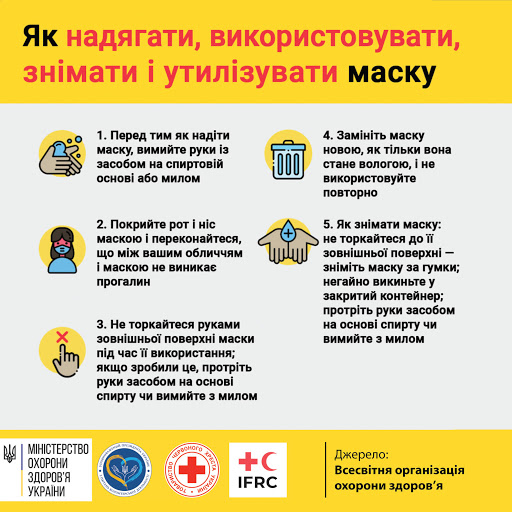 Як надягати, використовувати,
знімати і утилізувати маску
1. Перед тим як надіти
маску, вимийте руки із
засобом на спиртовій
основі або милом
2. Покрийте рот і ніс
маскою і переконайтеся,
що між вашим обличчям
і маскою не виникає
прогалин
3. Не торкайтеся руками
зовнішньої поверхні маски
під час її використання;
якщо зробили це, протріть
руки засобом на основі
спирту чи вимийте з милом
4. Замініть маску
новою, як тільки вона
стане вологою, і не
використовуйте
повторно
5. Як знімати маску:
не торкайтеся до її
зовнішньої поверхні —
зніміть маску за гумки;
негайно викиньте у
закритий контейнер;
протріть руки засобом
на основі спирту чи
вимийте з милом
МІНІСТЕРСТВО
ОХОРОНИ
ЗДОРОВ'Я
УКРАЇНИ
ТОВАРИСТВО ЧЕРВОНОГО ХРЕСТА УКРАЇНИ
IFRC
Джерело:
Всесвітня організація
охорони здоров'я